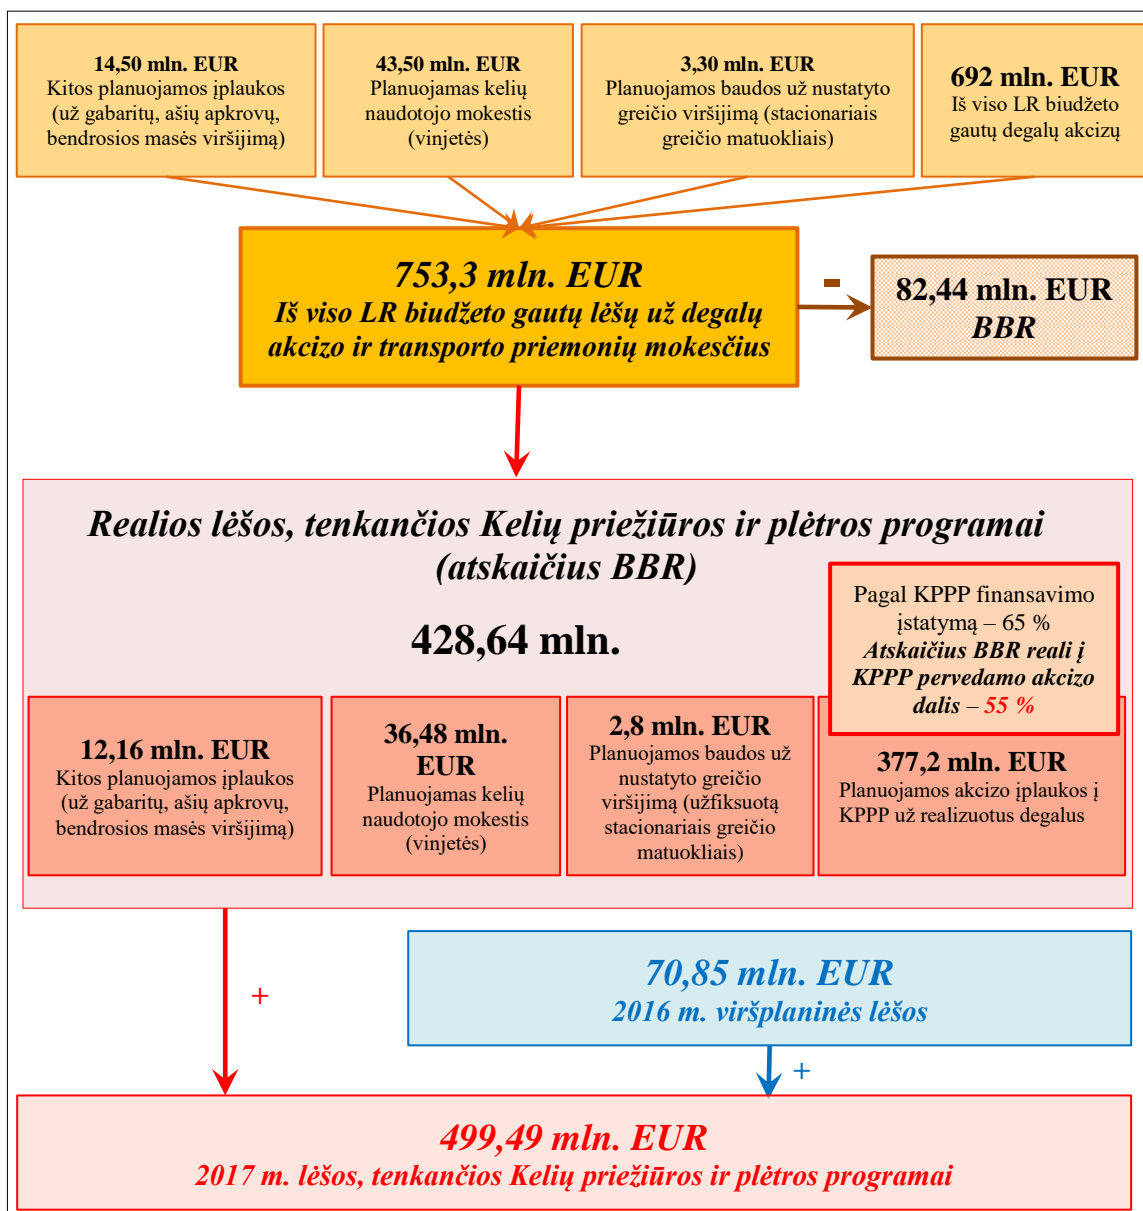 14,50 mln. EUR
Kitos planuojamos įplaukos
(už gabaritų, ašių apkrovų,
bendrosios masės viršijimą)
43,50 mln. EUR
Planuojamas kelių
naudotojo mokestis
(vinjetės)
3,30 mln. EUR
Planuojamos baudos už nustatyto
greičio viršijimą (stacionariais
greičio matuokliais)
692 mln. EUR
Iš viso LR biudžeto
gautų degalų akcizų
753,3 mln. EUR
Iš viso LR biudžeto gautų lėšų už degalų
akcizo ir transporto priemonių mokesčius
-
82,44 mln. EUR
BBR
Realios lėšos, tenkančios Kelių priežiūros ir plėtros programai
(atskaičius BBR)
428,64 mln.
Pagal KPPP finansavimo
įstatymą – 65 %
Atskaičius BBR reali į
KPPP pervedamo akcizo
dalis – 55 %
12,16 mln. EUR
Kitos planuojamos įplaukos
(už gabaritų, ašių apkrovų,
bendrosios masės viršijimą)
36,48 mln.
EUR
Planuojamas kelių
naudotojo mokestis
(vinjetės)
2,8 mln. EUR
Planuojamos baudos už
nustatyto greičio
viršijimą (užfiksuotą
stacionariais greičio
matuokliais)
377,2 mln. EUR
Planuojamos akcizo įplaukos į
KPPP už realizuotus degalus
+
70,85 mln. EUR
2016 m. viršplaninės lėšos
+
499,49 mln. EUR
2017 m. lėšos, tenkančios Kelių priežiūros ir plėtros programai